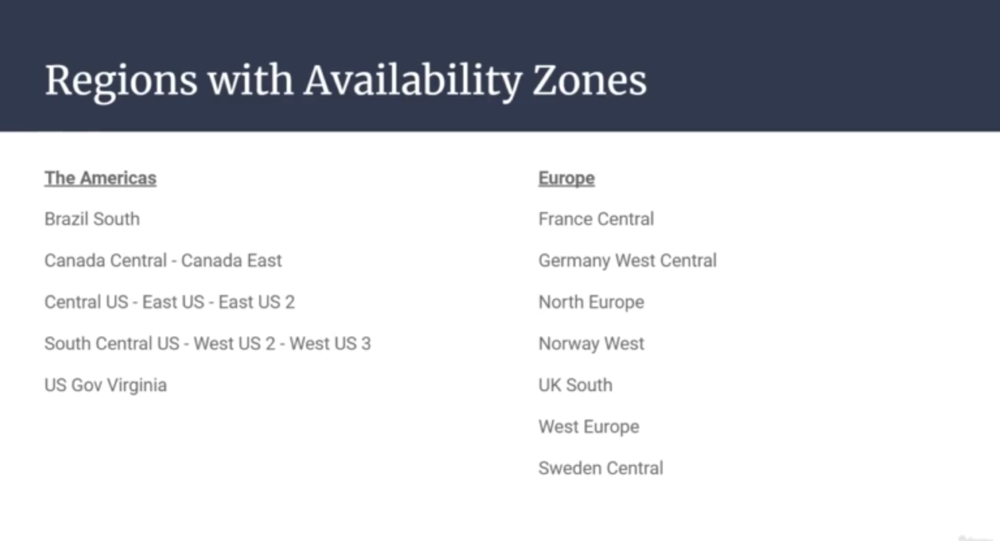 Regions with Availability Zones
The Americas
Brazil South
Canada Central - Canada East
Central US - East US - East US 2
South Central US - West US 2 - West US 3
US Gov Virginia
Europe
France Central
Germany West Central
North Europe
Norway West
UK South
West Europe
Sweden Central